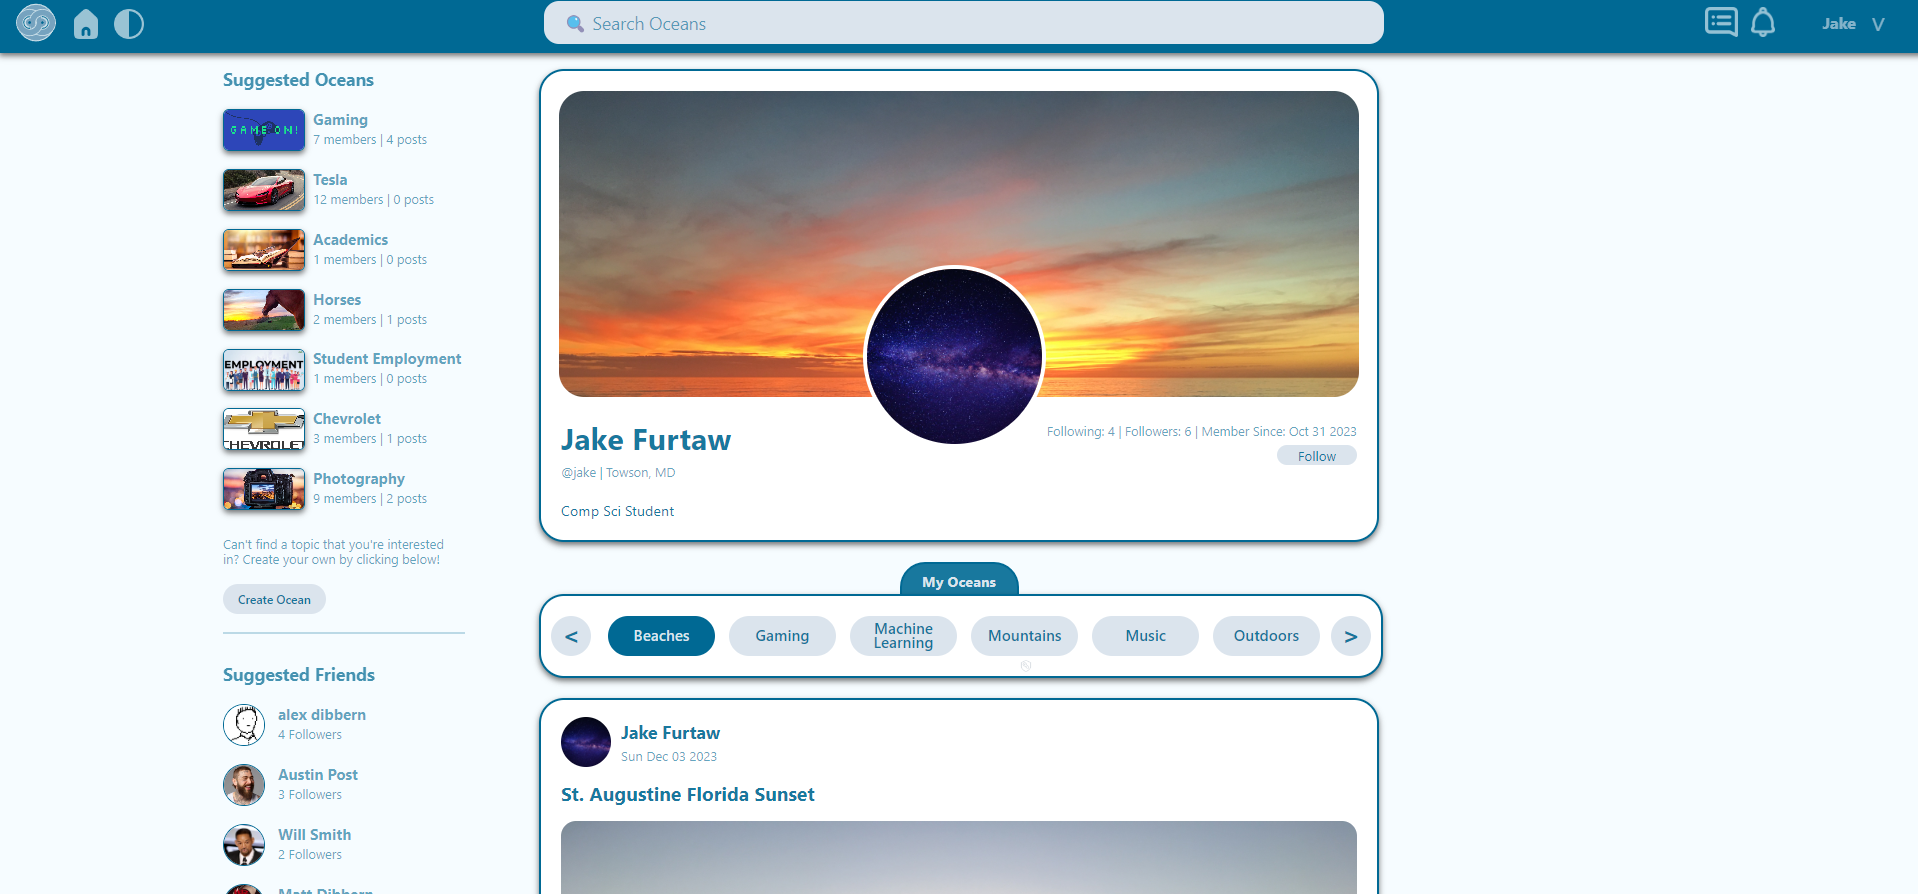 Search Oceans
Jake V
Suggested Oceans
GAME ON!
Gaming
7 members | 4 posts
Tesla
12 members | 0 posts
Academics
1 members | 0 posts
Horses
2 members | 1 posts
EMPLOYMENT
Student Employment
1 members | 0 posts
CHEVROLET
Chevrolet
3 members | 1 posts
Photography
9 members | 2 posts
Can't find a topic that you're interested
in? Create your own by clicking below!
Create Ocean
Suggested Friends
alex dibbern
4 Followers
Austin Post
3 Followers
Will Smith
2 Followers
Matt Dibbern
Jake Furtaw
@jake | Towson, MD
Comp Sci Student
Following: 4 | Followers: 6 | Member Since: Oct 31 2023
Follow
My Oceans
<
Beaches
Gaming
Machine
Learning
Mountains
Music
Outdoors
>
Jake Furtaw
Sun Dec 03 2023
St. Augustine Florida Sunset